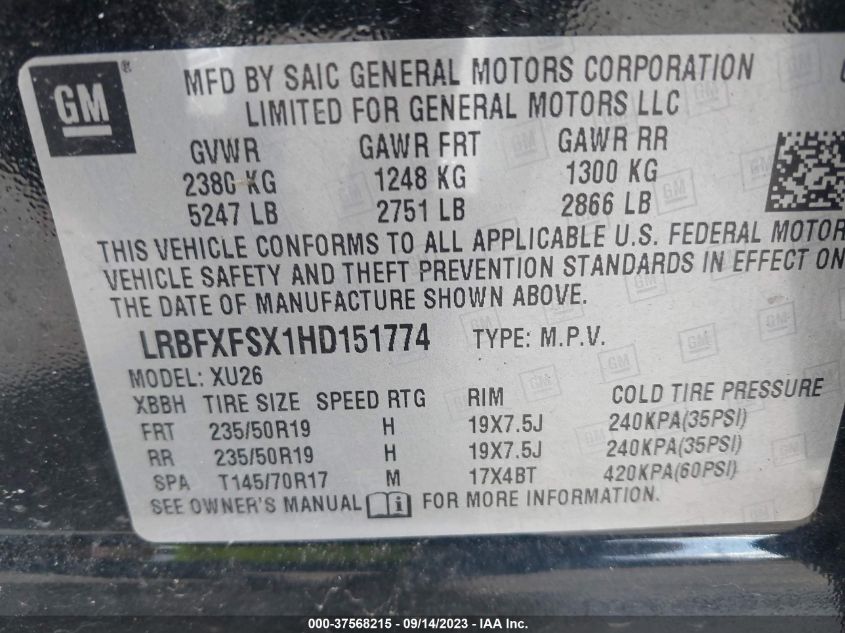 GM ®
MFD BY SAIC GENERAL MOTORS CORPORATION
LIMITED FOR GENERAL MOTORS LLC
GVWR GAWR FRT GAWR RR
2380 KG 1248 KG 1300 KG
5247 LB 2751 LB 2866 LB
THIS VEHICLE CONFORMS TO ALL APPLICABLE U.S. FEDERAL MOTOR
VEHICLE SAFETY AND THEFT PREVENTION STANDARDS IN EFFECT ON
THE DATE OF MANUFACTURE SHOWN ABOVE.
LRBFXFSX1HD151774 TYPE: M.P.V.
MODEL: XU26
XBBH TIRE SIZE SPEED RTG RIM COLD TIRE PRESSURE
FRT 235/50R19 H 19X7.5J 240KPA(35PSI)
RR 235/50R19 H 19X7.5J 240KPA(35PSI)
SPA T145/70R17 M 17X4BT 420KPA(60PSI)
SEE OWNER'S MANUAL i FOR MORE INFORMATION.
000-37568215 - 09/14/2023 - IAA Inc.